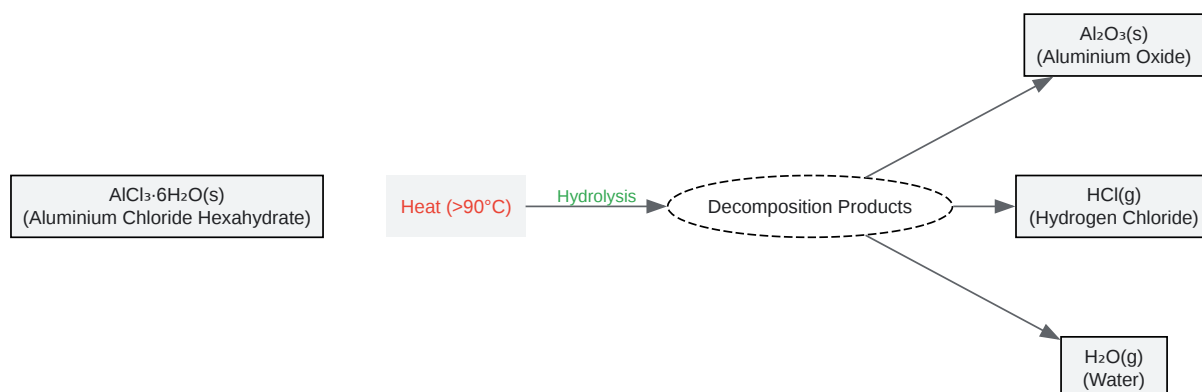 Al₂O₃(s)
(Aluminium Oxide)
AlCl₃·6H₂O(s)
(Aluminium Chloride Hexahydrate)
Heat (>90°C)
Hydrolysis
Decomposition Products
HCl(g)
(Hydrogen Chloride)
H₂O(g)
(Water)